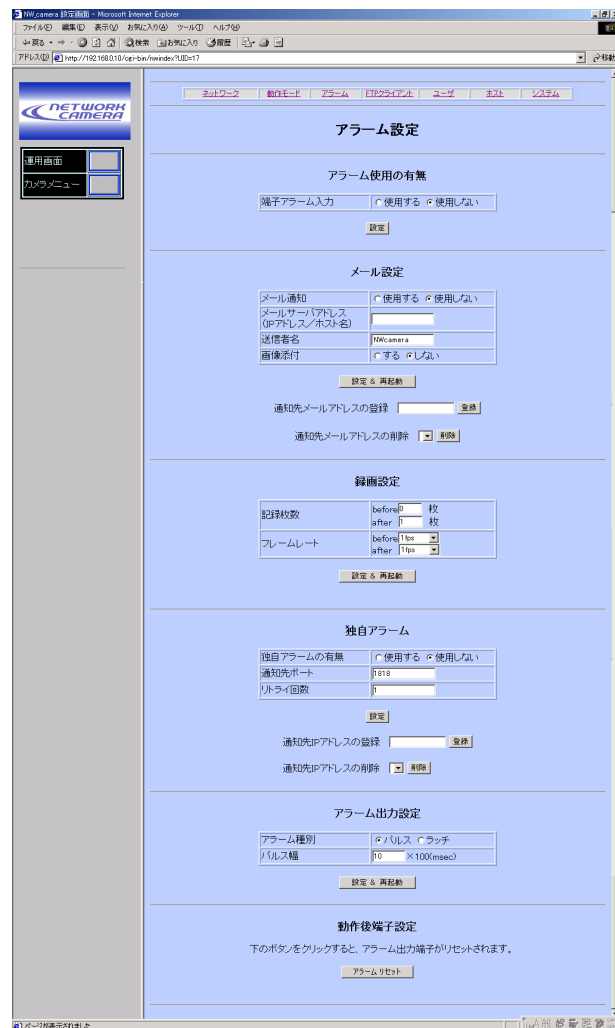 NW_camera 設定画面 - Microsoft Internet Explorer
ファイル(F) 編集(E) 表示(V) お気に入り(A) ツール(T) ヘルプ(H)
戻る 検索 お気に入り 履歴
アドレス(D) http://192.168.0.10/cgi-bin/nwindex?UID=17 移動
NETWORK
CAMERA
運用画面
カメラメニュー
ネットワーク 動作モード アラーム FTPクライアント ユーザ ホスト システム
アラーム設定
アラーム使用の有無
端子アラーム入力 使用する 使用しない
設定
メール設定
メール通知 使用する 使用しない
メールサーバアドレス
(IPアドレス/ホスト名)
送信者名 NWcamera
画像添付 する しない
設定 & 再起動
通知先メールアドレスの登録 登録
通知先メールアドレスの削除 削除
録画設定
記録枚数 before 0 枚
after 1 枚
フレームレート before 1fps
after 1fps
設定 & 再起動
独自アラーム
独自アラームの有無 使用する 使用しない
通知先ポート 1818
リトライ回数 1
設定
通知先IPアドレスの登録 登録
通知先IPアドレスの削除 削除
アラーム出力設定
アラーム種別 パルス ラッチ
パルス幅 10 ×100(msec)
設定 & 再起動
動作後端子設定
下のボタンをクリックすると、アラーム出力端子がリセットされます。
アラームリセット
ページが表示されました